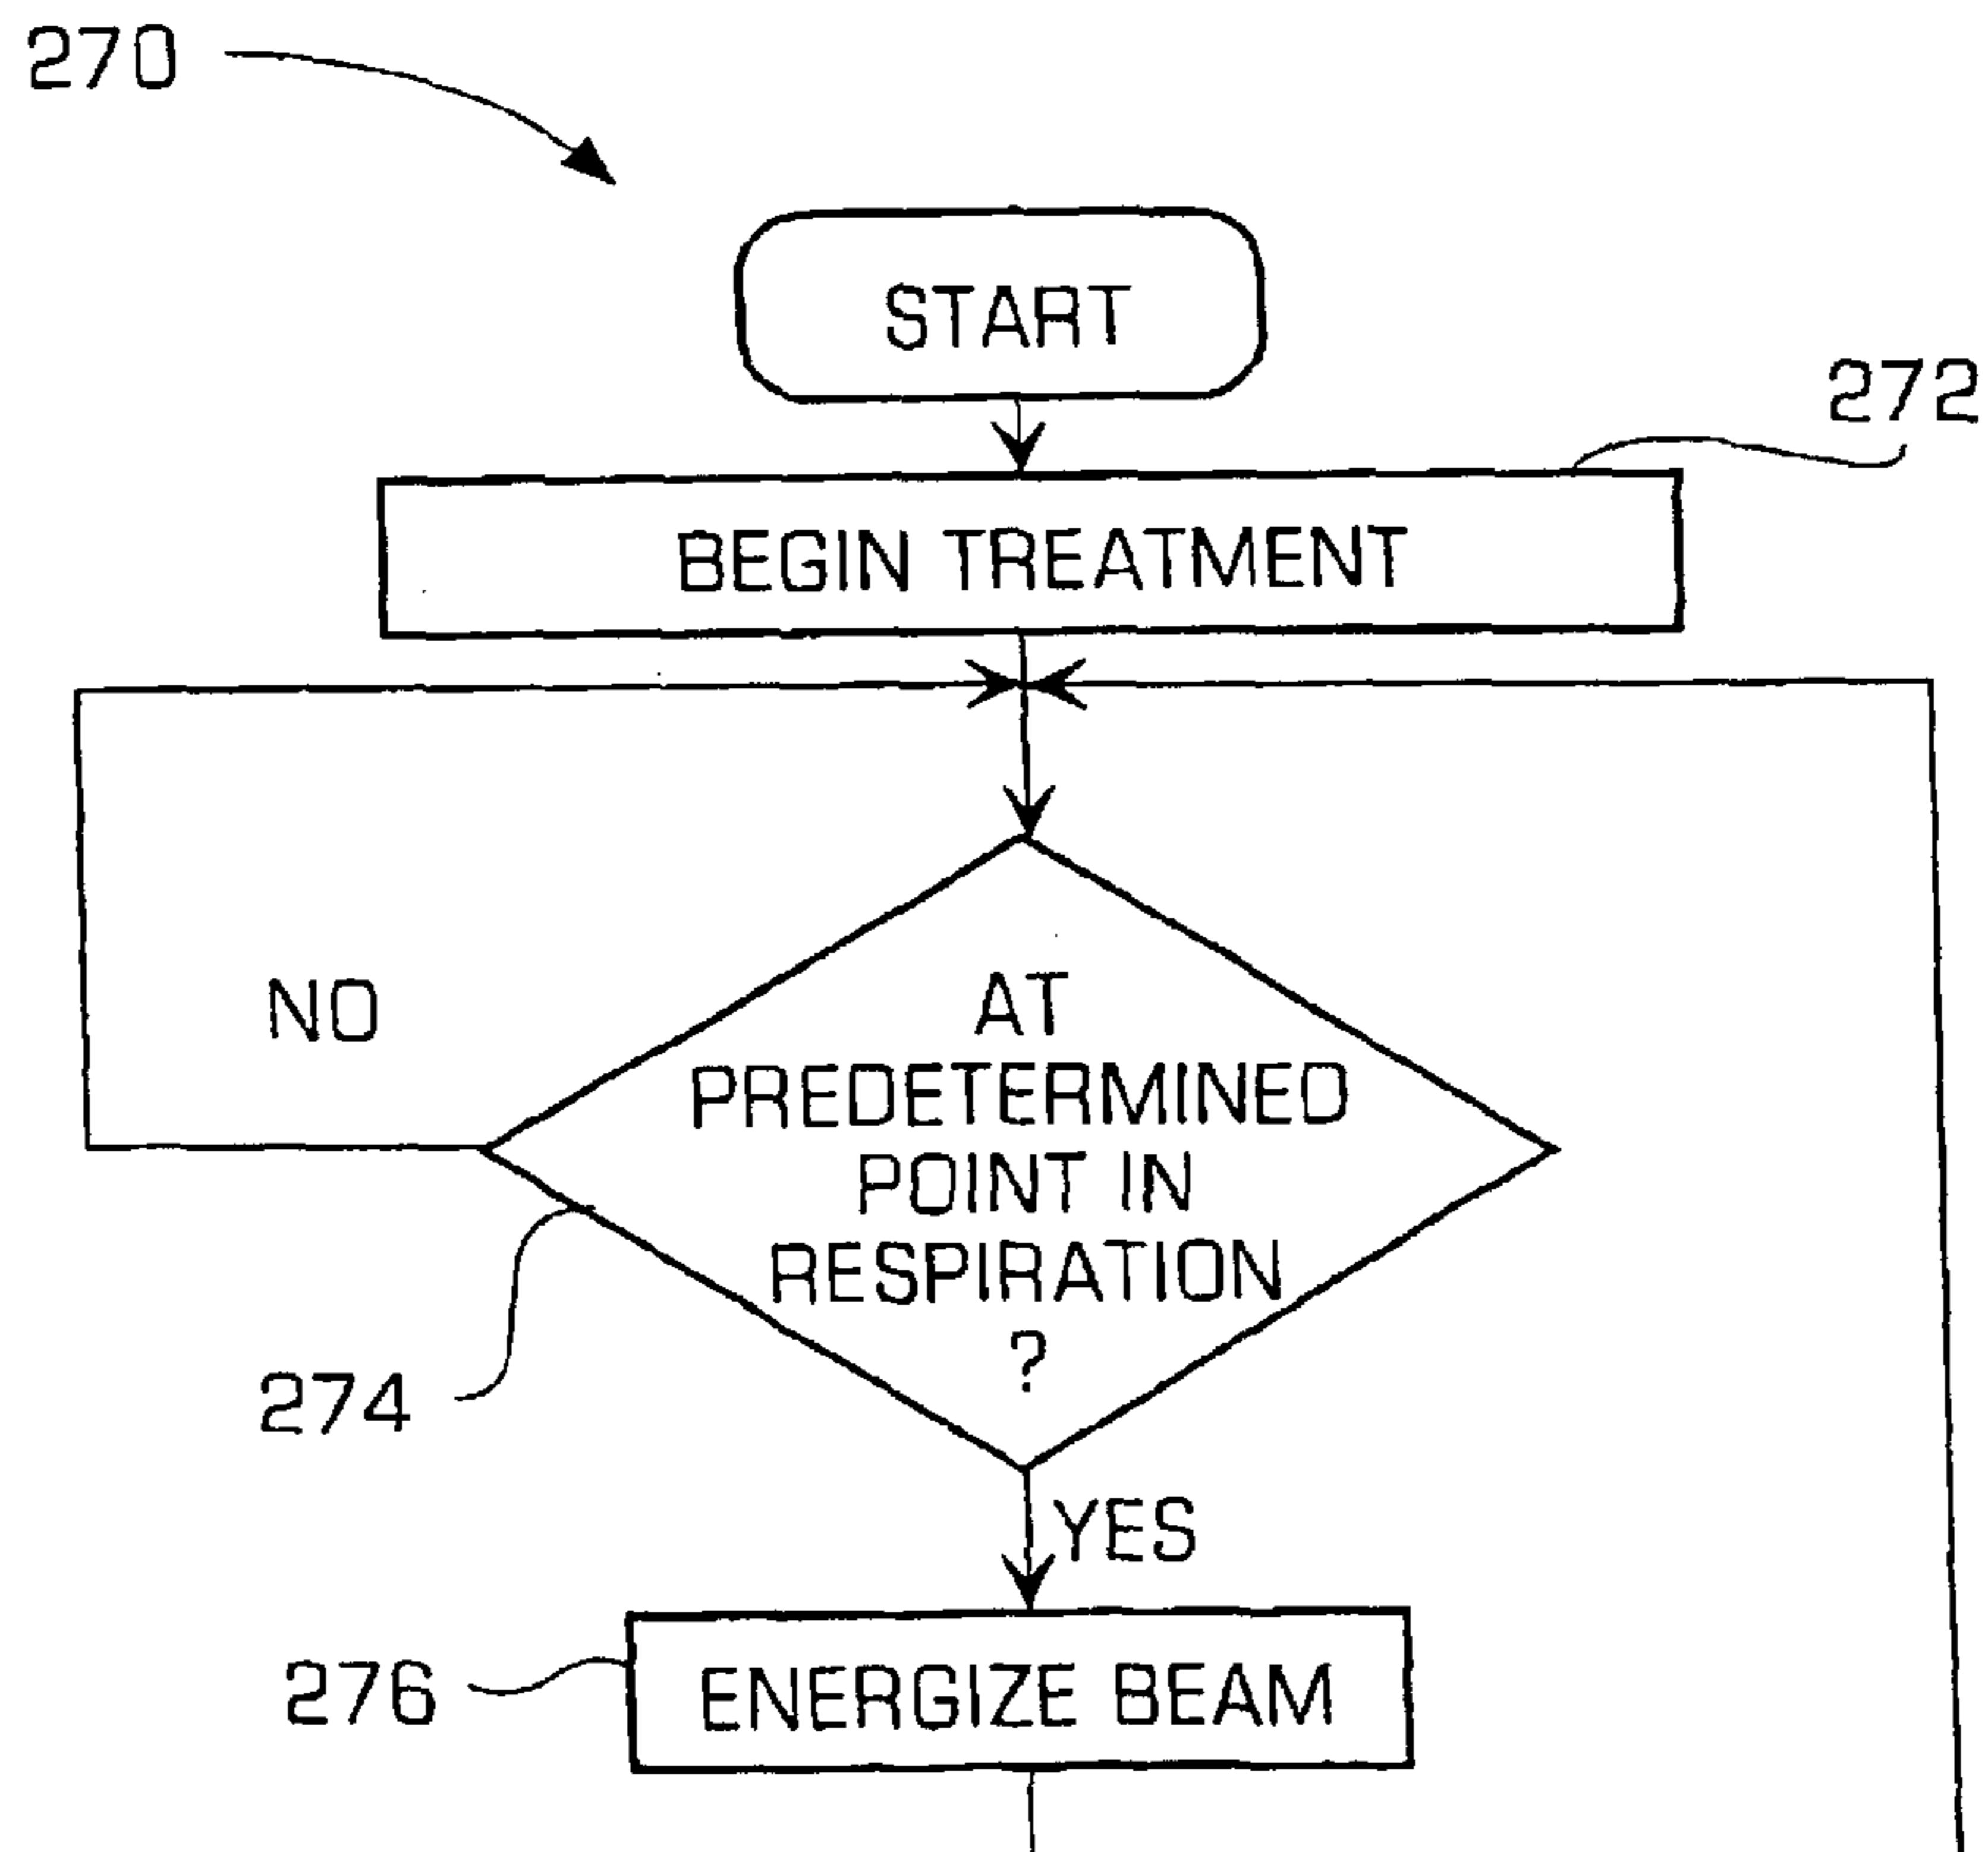 270
START
272
BEGIN TREATMENT
NO
AT
PREDETERMINED
POINT IN
RESPIRATION
?
274
YES
276
ENERGIZE BEAM